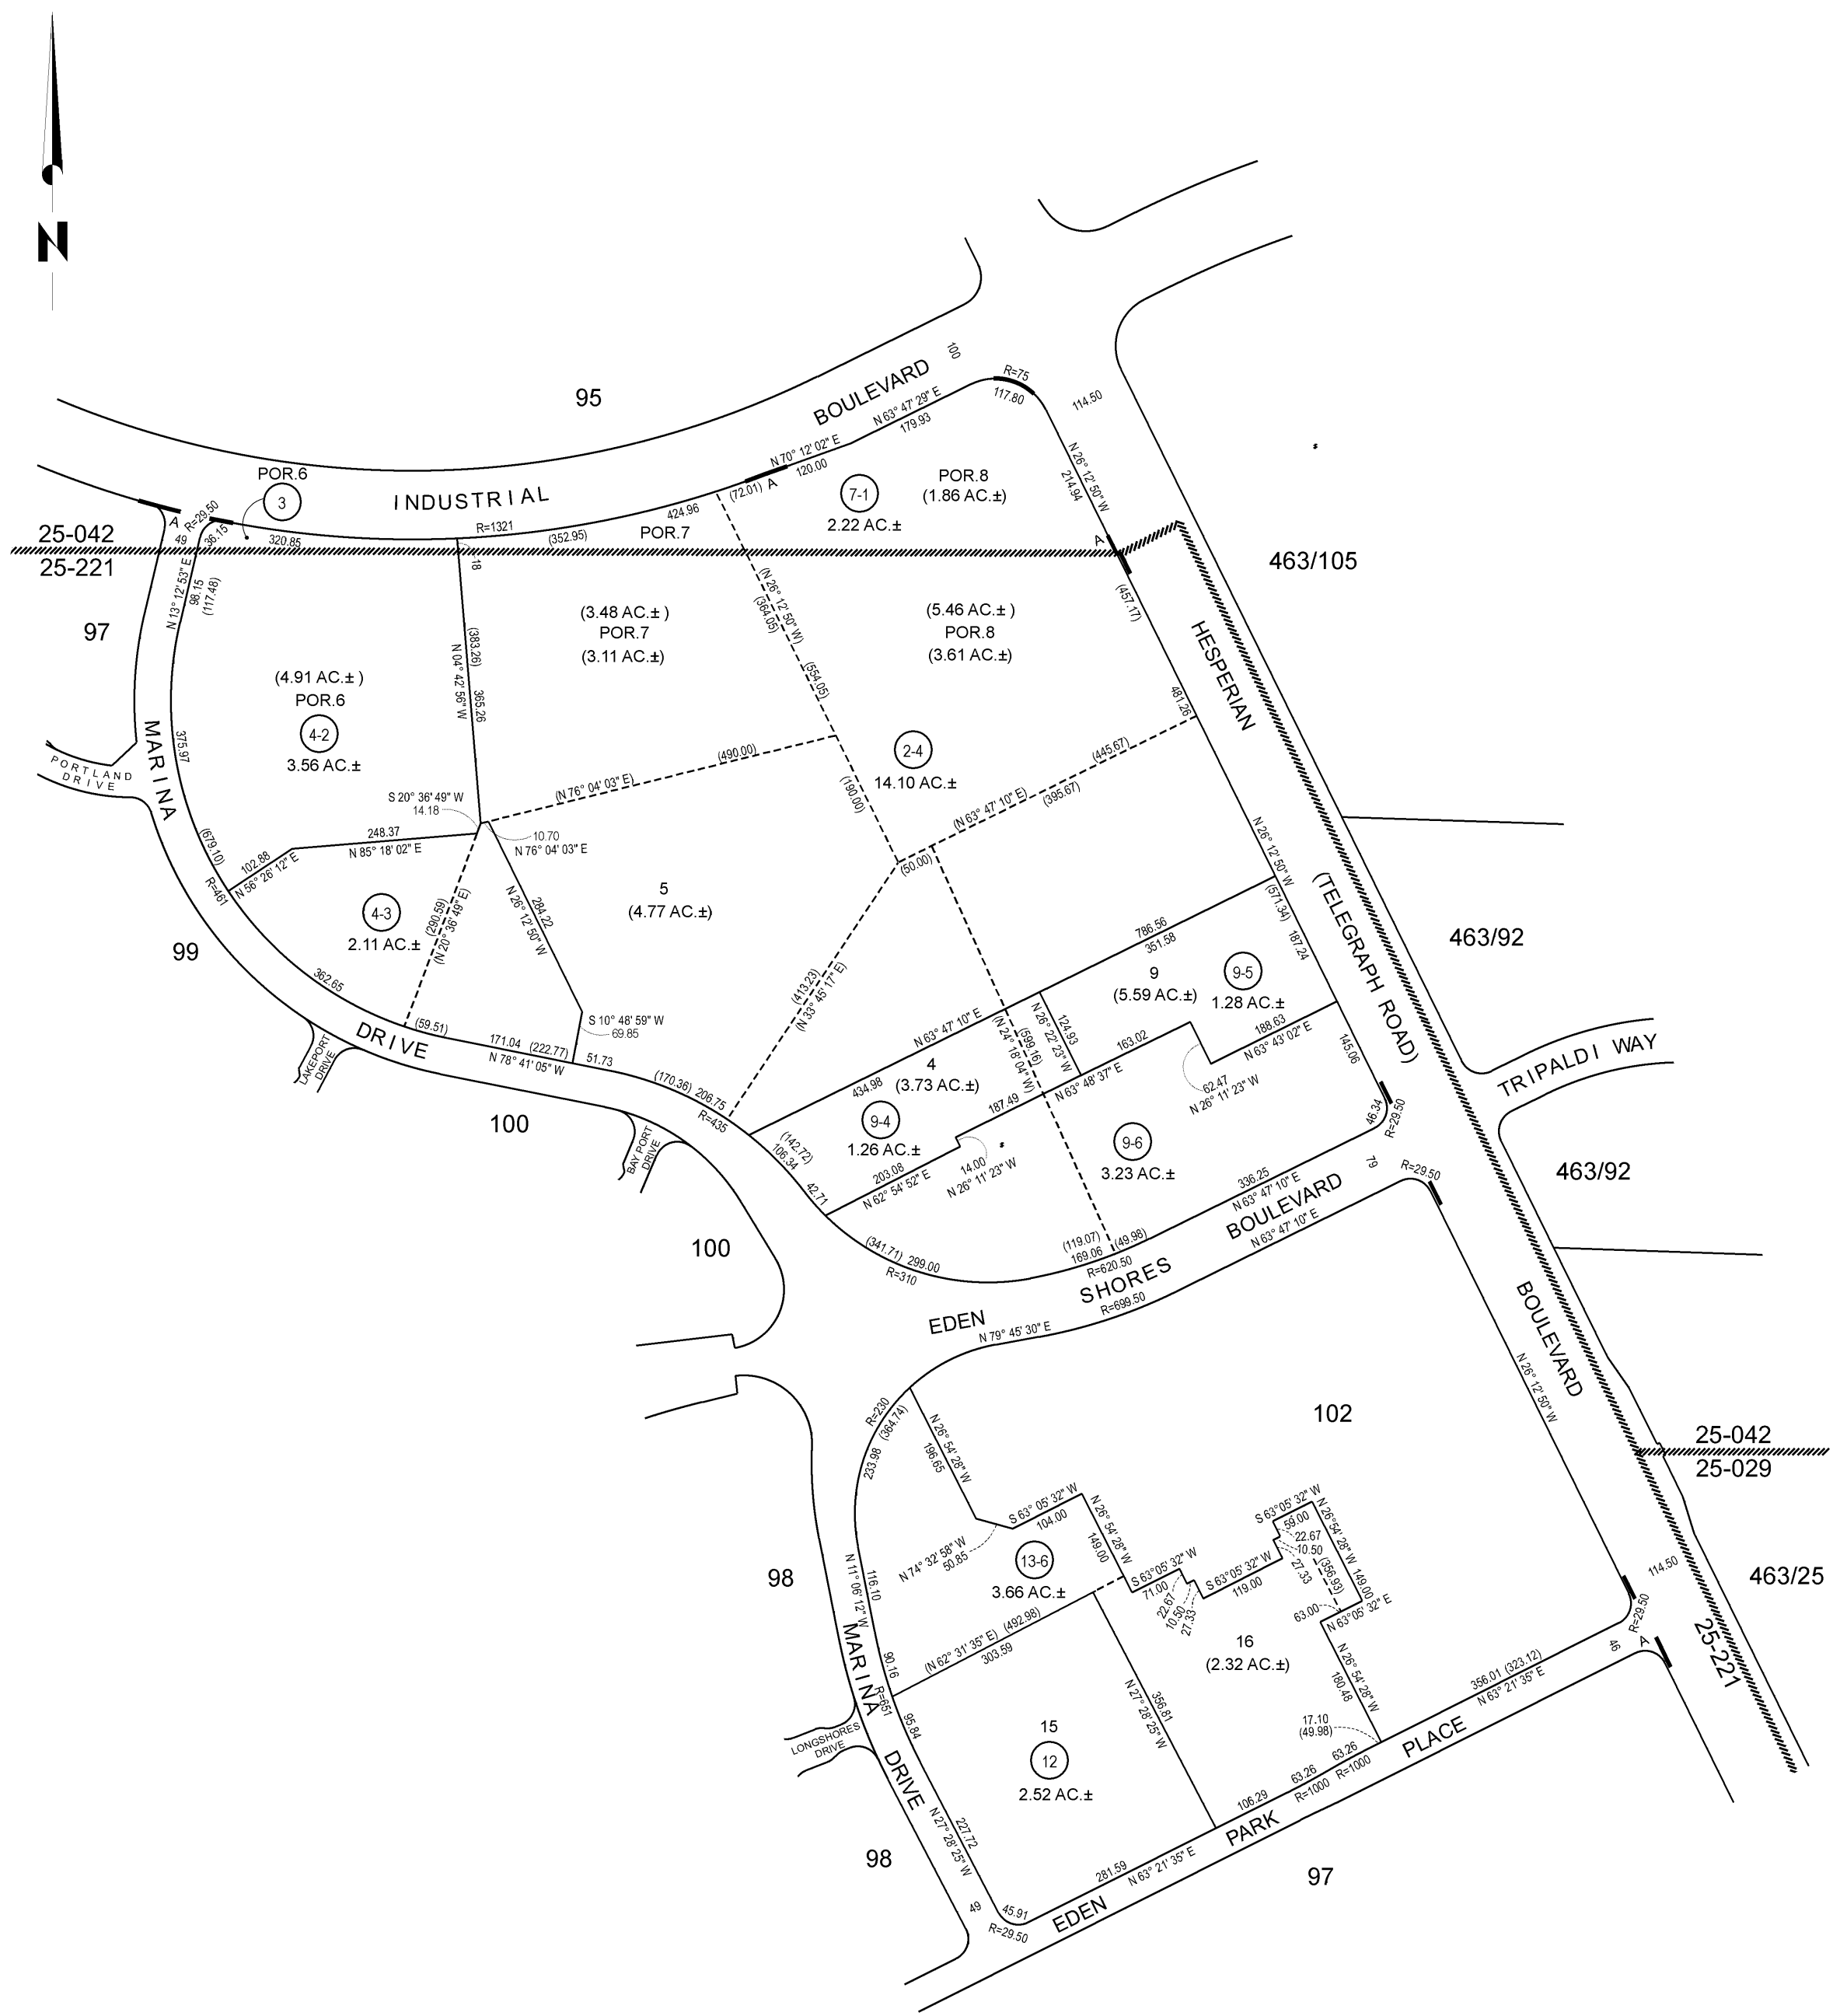 N
100
R=75
117.80
114.50
95
BOULEVARD
N 63° 47' 29" E
179.93
N 70° 12' 02" E
120.00
(72.01) A
N 26° 12' 50" W
214.94
POR.6
3
INDUSTRIAL
R=1321
424.96
(352.95)
POR.7
7-1
2.22 AC.±
POR.8
(1.86 AC.±)
A
A
49
R=29.50
36.15
320.85
25-042
25-221
18
463/105
N 13° 12' 53" E
98.15
(117.48)
97
(3.48 AC.± )
POR.7
(3.11 AC.±)
(N 26° 12' 50" W)
(364.05)
(554.05)
(5.46 AC.± )
POR.8
(3.61 AC.±)
(457.17)
HESPERIAN
(4.91 AC.± )
POR.6
4-2
3.56 AC.±
(383.26)
N 04° 42' 56" W
365.26
481.26
MARINA
375.97
PORTLAND
DRIVE
2-4
14.10 AC.±
(490.00)
(N 76° 04' 03" E)
(190.00)
(445.67)
(N 63° 47' 10" E)
(395.67)
S 20° 36' 49" W
14.18
10.70
N 76° 04' 03" E
248.37
N 85° 18' 02" E
102.88
N 56° 26' 12" E
(679.10)
R=461
(50.00)
N 26° 12' 50" W
(571.34)
187.24
(TELEGRAPH ROAD)
5
(4.77 AC.±)
4-3
2.11 AC.±
(290.59)
(N 20° 36' 49" E)
284.22
N 26° 12' 50" W
463/92
99
786.56
351.58
9
(5.59 AC.±)
9-5
1.28 AC.±
362.65
(413.23)
(N 33° 45' 17" E)
S 10° 48' 59" W
69.85
(59.51)
171.04 (222.77)
N 78° 41' 05" W
51.73
DRIVE
LAKEPORT
DRIVE
N 63° 47' 10" E
(599.16)
(N 24° 18' 04" W)
124.93
N 26° 22' 23" W
163.02
188.63
N 63° 43' 02" E
145.06
62.47
N 26° 11' 23" W
TRIPALDI WAY
4
(3.73 AC.±)
434.98
N 63° 48' 37" E
187.49
(170.36) 206.75
R=435
100
BAY PORT
DRIVE
9-4
1.26 AC.±
(142.72)
106.34
42.71
203.08
N 62° 54' 52" E
14.00
N 26° 11' 23" W
9-6
3.23 AC.±
46.34
R=29.50
79
R=29.50
463/92
336.25
N 63° 47' 10" E
BOULEVARD
N 63° 47' 10" E
100
(341.71) 299.00
R=310
(119.07)
169.06
(49.98)
R=620.50
SHORES
R=699.50
EDEN
N 79° 45' 30" E
BOULEVARD
N 26° 12' 50" W
R=230
(364.74)
233.98
N 26° 54' 28" W
196.65
102
25-042
25-029
S 63° 05' 32" W
104.00
N 74° 32' 58" W
50.85
N 26° 54' 28" W
149.00
S 63°05' 32" W
59.00
22.67
10.50
27.33
(356.93)
N 26°54' 28" W
149.00
98
N 11° 06' 12" W
116.10
13-6
3.66 AC.±
S 63°05' 32" W
71.00
22.67
10.50
27.33
S 63°05' 32" W
119.00
63.00
N 63°05' 32" E
114.50
463/25
R=29.50
46
A
25-221
MARINA
90.16
R=651
95.84
(N 62° 31' 35" E) (492.98)
303.59
16
(2.32 AC.±)
N 26° 54' 28" W
180.48
356.01 (323.12)
N 63° 21' 35" E
356.81
N 27° 28' 25" W
LONGSHORES
DRIVE
15
12
2.52 AC.±
17.10
(49.98)
PLACE
DRIVE
63.26
R=1000
63.26
R=1000
106.29
227.72
N 27° 28' 25" W
PARK
98
281.59
N 63° 21' 35" E
97
49
45.91
R=29.50
EDEN